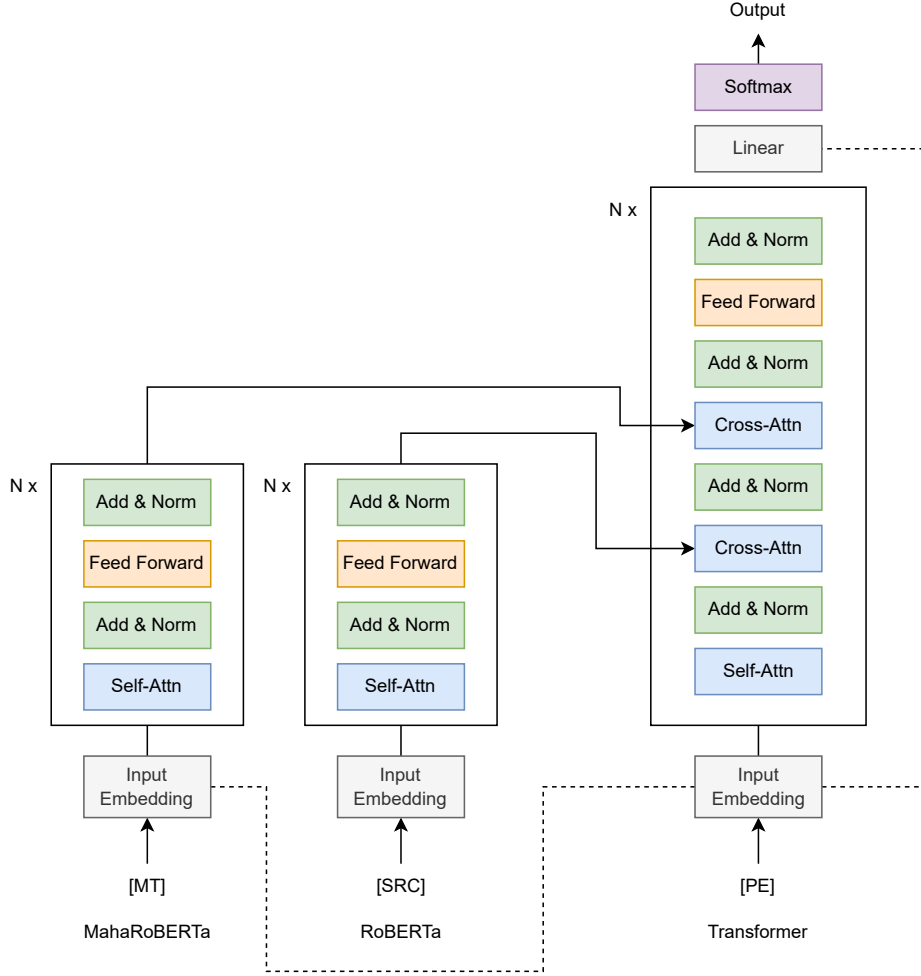 Output
Softmax
Linear
N x
Add & Norm
Feed Forward
Add & Norm
Cross-Attn
Add & Norm
Cross-Attn
Add & Norm
Self-Attn
Input
Embedding
[PE]
Transformer
N x
Add & Norm
Feed Forward
Add & Norm
Self-Attn
Input
Embedding
[MT]
MahaRoBERTa
N x
Add & Norm
Feed Forward
Add & Norm
Self-Attn
Input
Embedding
[SRC]
RoBERTa